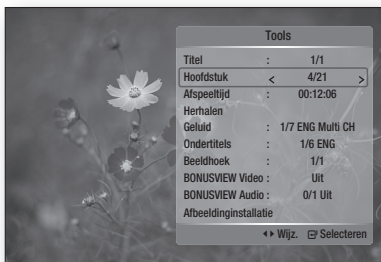 Tools
Titel : 1/1
Hoofdstuk < 4/21 >
Afspeeltijd : 00:12:06
Herhalen
Geluid : 1/7 ENG Multi CH
Ondertitels : 1/6 ENG
Beeldhoek : 1/1
BONUSVIEW Video : Uit
BONUSVIEW Audio : 0/1 Uit
Afbeeldinginstallatie
◄► Wijz. Selecteren